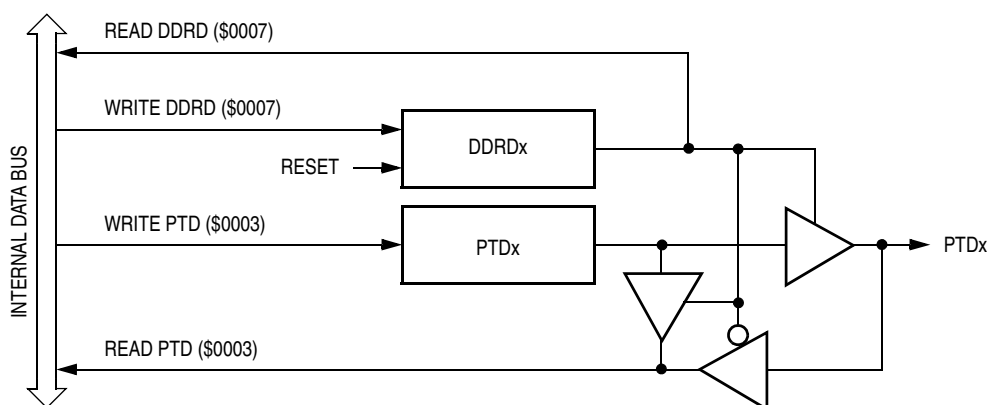 READ DDRD ($0007)
WRITE DDRD ($0007)
DDRDx
RESET
INTERNAL DATA BUS
WRITE PTD ($0003)
PTDx
PTDx
READ PTD ($0003)